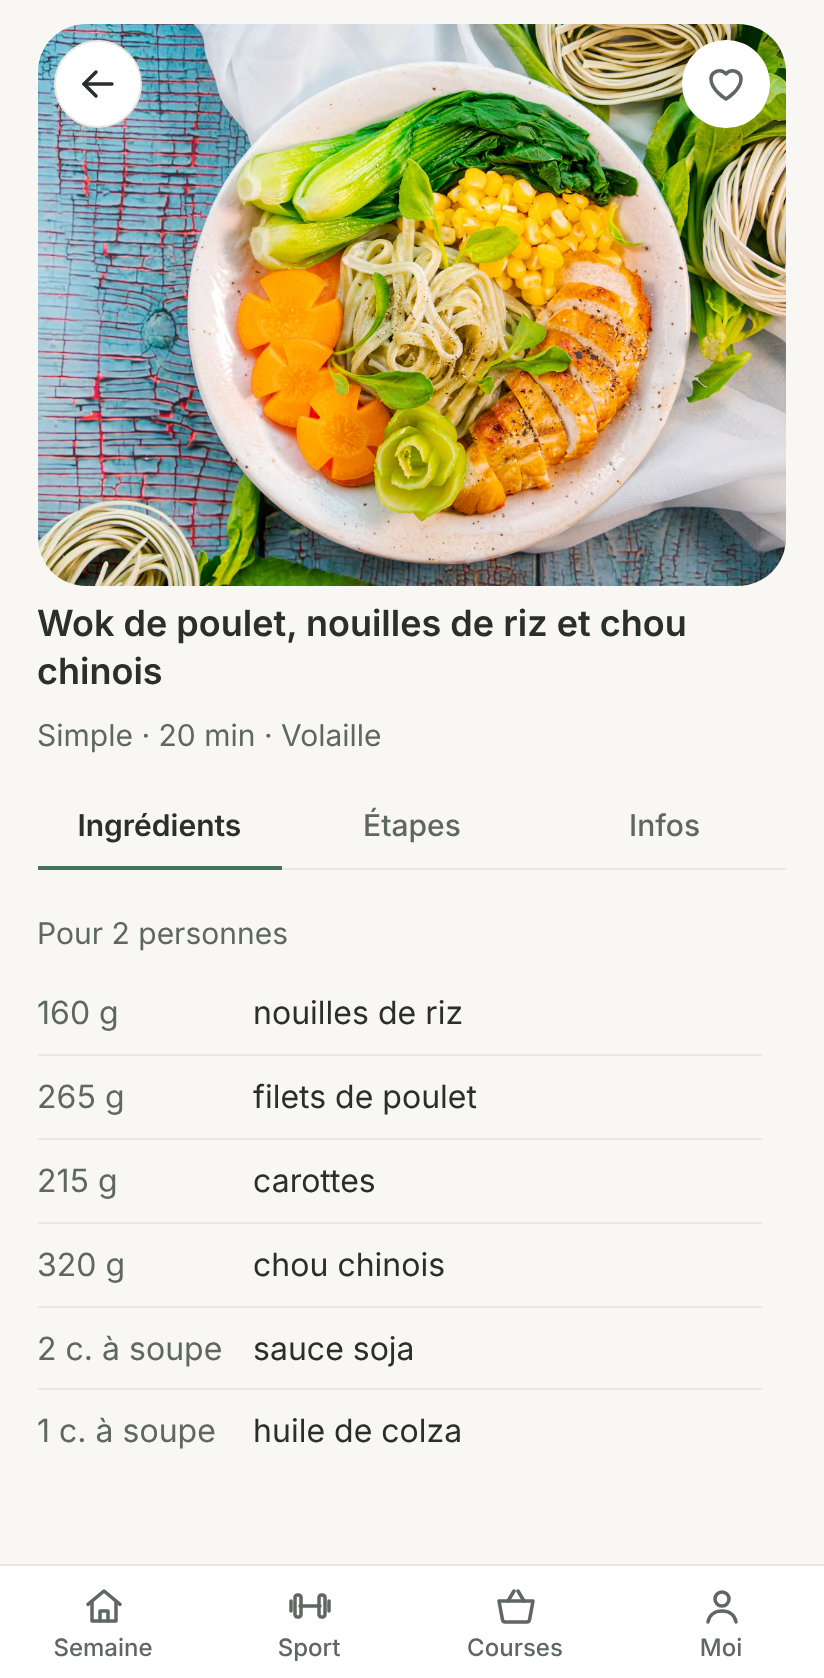 Wok de poulet, nouilles de riz et chou
chinois
Simple · 20 min · Volaille
Ingrédients Étapes Infos
Pour 2 personnes
160 g nouilles de riz
265 g filets de poulet
215 g carottes
320 g chou chinois
2 c. à soupe sauce soja
1 c. à soupe huile de colza
Semaine Sport Courses Moi